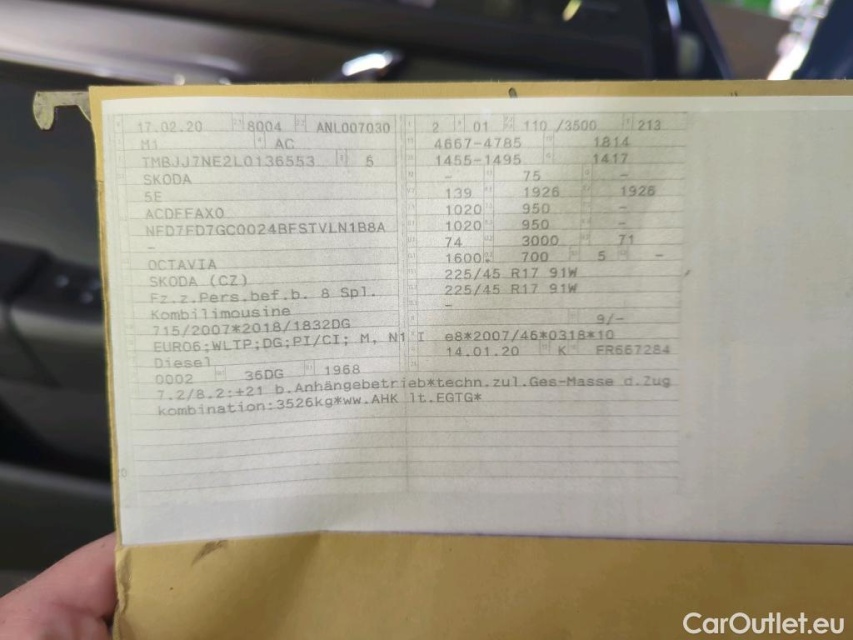 17.02.20 8004 ANL007030 2 01 110 /3500 213
M1 AC 4667-4785 1814
TMBJJ7NE2L0136553 5 1455-1495 1417
SKODA - 75 -
5E 139 1926 1926
ACDFFAX0 1020 950 -
NFD7FD7GC0024BFSTVLN1B8A 1020 950 -
- 74 3000 71
OCTAVIA 1600 700 5 -
SKODA (CZ) 225/45 R17 91W
Fz.z.Pers.bef.b. 8 Spl. 225/45 R17 91W
Kombilimousine -
715/2007*2018/1832DG 9/-
EURO6;WLTP;DG;PI/CI; M, N1 I e8*2007/46*0318*10
Diesel 14.01.20 K FR667284
0002 36DG 1968
7.2/8.2:+21 b.Anhängebetrieb*techn.zul.Ges-Masse d.Zug
kombination:3526kg*ww.AHK lt.EGTG*
CarOutlet.eu